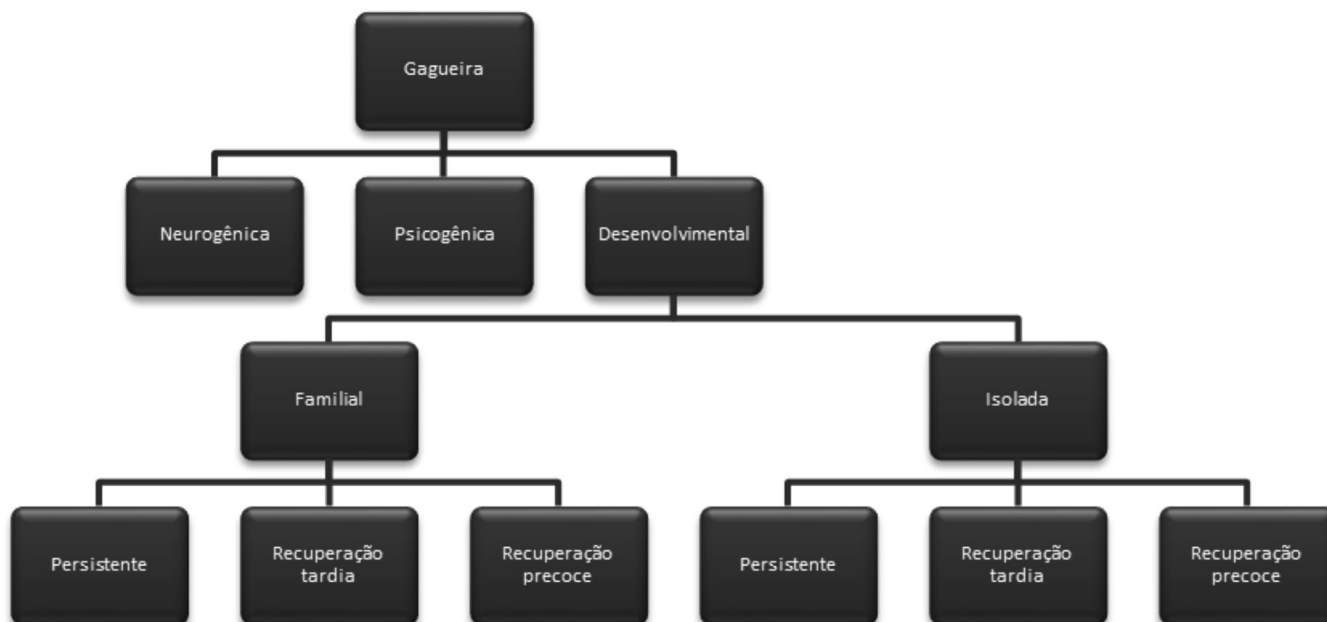 Gagueira
Neurogênica
Psicogênica
Desenvolvimental
Familial
Isolada
Persistente
Recuperação
tardia
Recuperação
precoce
Persistente
Recuperação
tardia
Recuperação
precoce